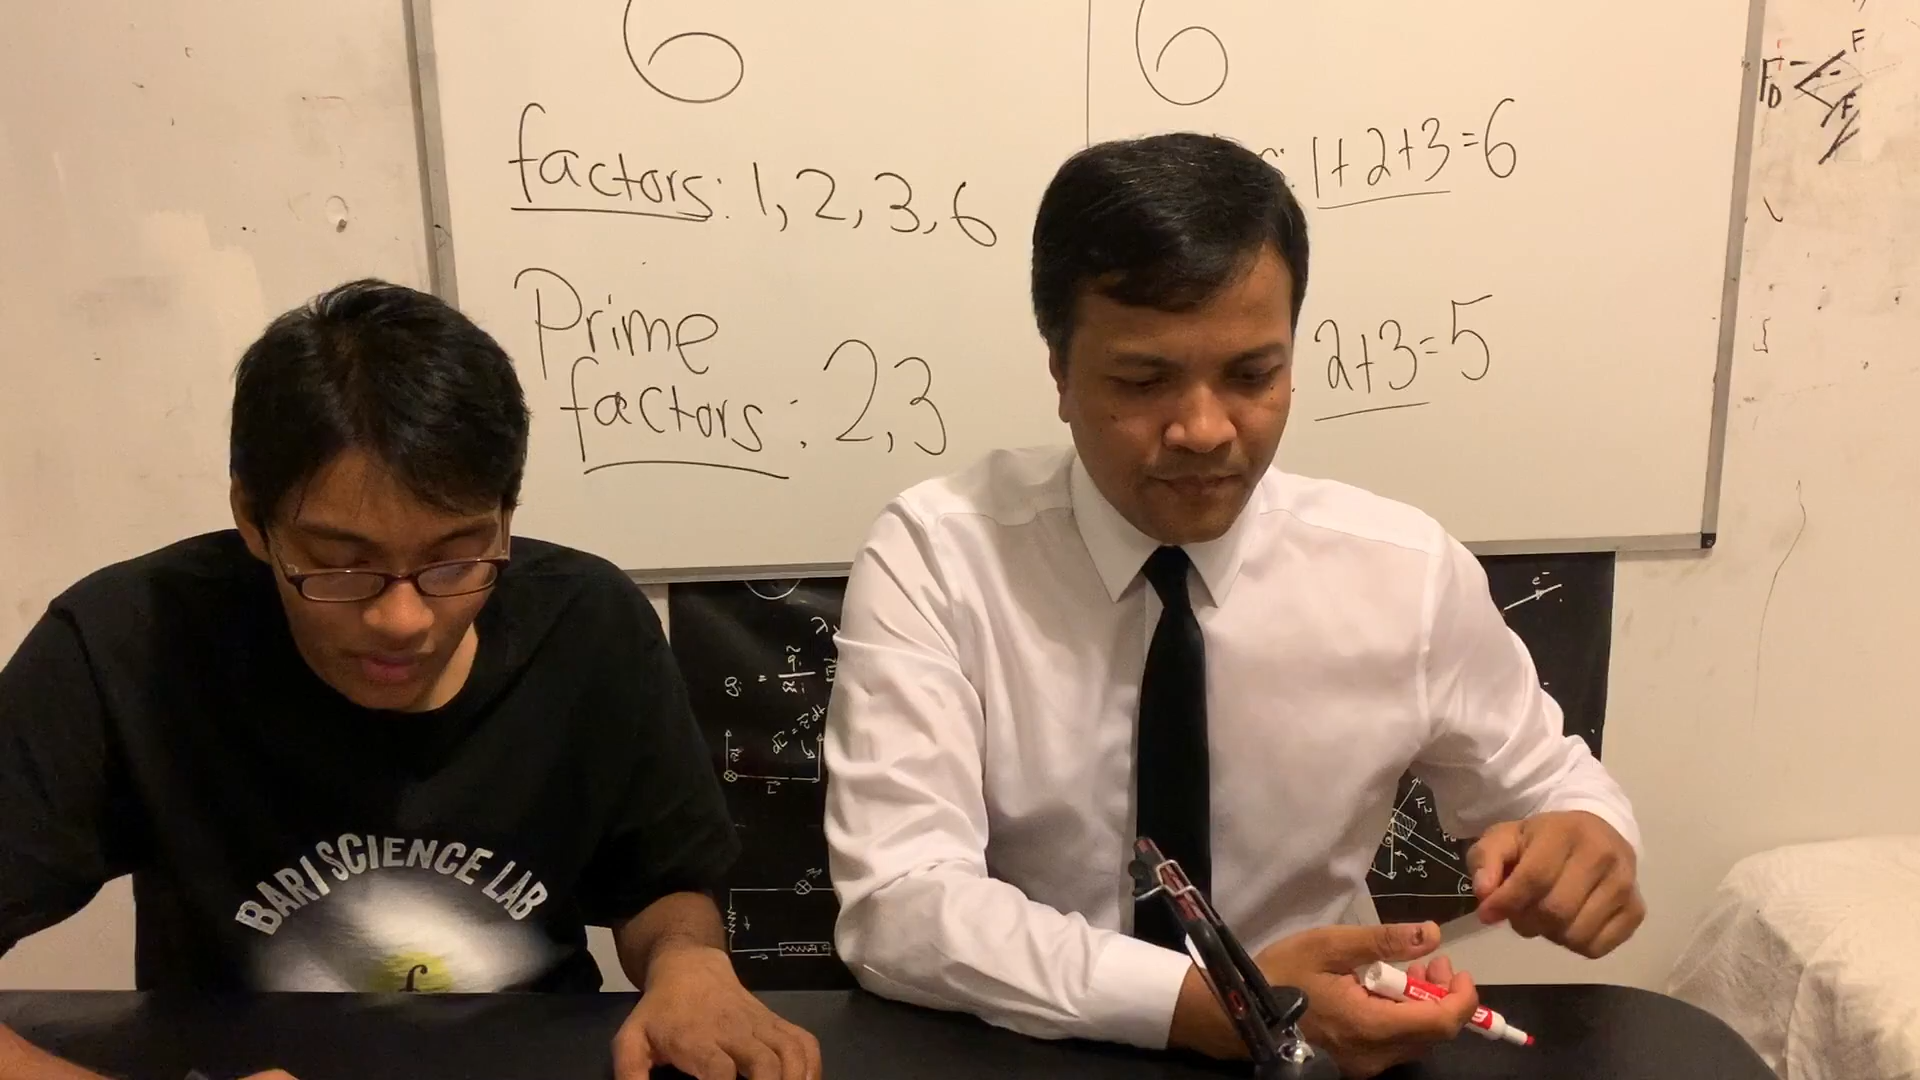 6
factors: 1, 2, 3, 6
Prime
factors: 2, 3
6
1+2+3=6
2+3=5
F
F
D
F
BARI SCIENCE LAB
e⁻
L
mg